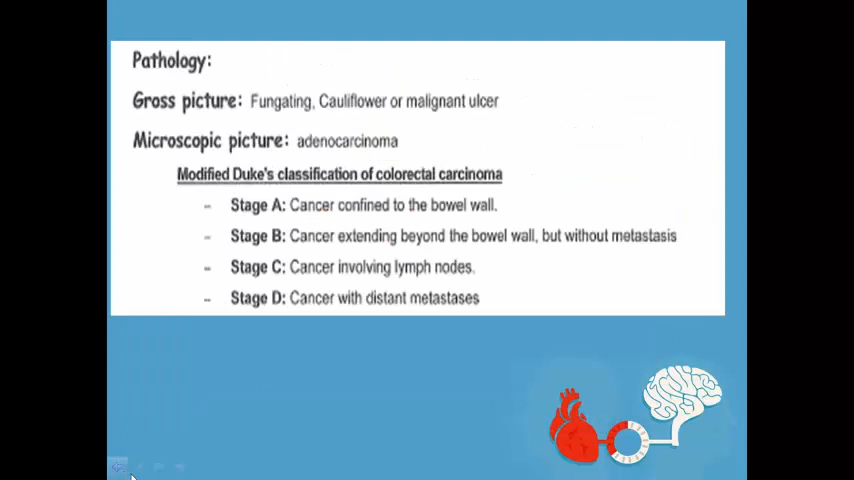 Pathology:
Gross picture: Fungating, Cauliflower or malignant ulcer
Microscopic picture: adenocarcinoma
Modified Duke's classification of colorectal carcinoma
- Stage A: Cancer confined to the bowel wall.
- Stage B: Cancer extending beyond the bowel wall, but without metastasis
- Stage C: Cancer involving lymph nodes.
- Stage D: Cancer with distant metastases